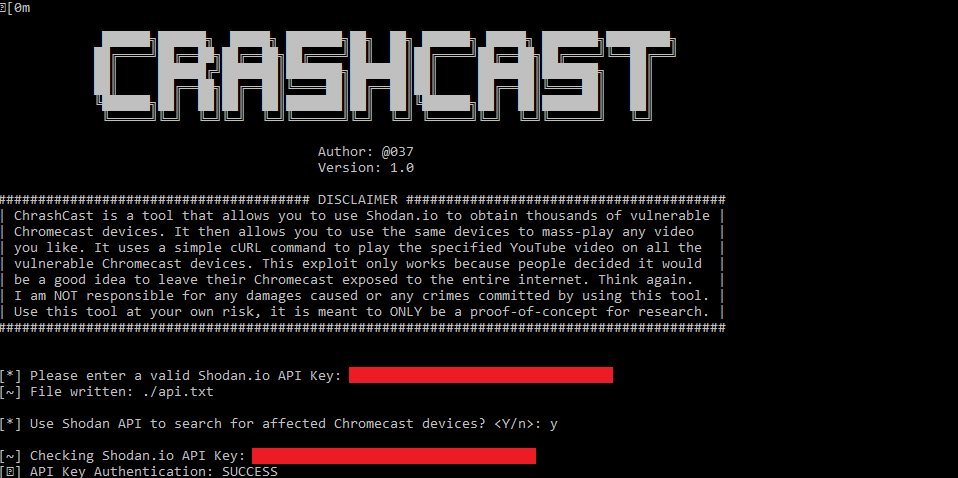 [0m
CRASHCAST
Author: @037
Version: 1.0
####################################### DISCLAIMER ########################################
| ChrashCast is a tool that allows you to use Shodan.io to obtain thousands of vulnerable |
| Chromecast devices. It then allows you to use the same devices to mass-play any video |
| you like. It uses a simple cURL command to play the specified YouTube video on all the |
| vulnerable Chromecast devices. This exploit only works because people decided it would |
| be a good idea to leave their Chromecast exposed to the entire internet. Think again. |
| I am NOT responsible for any damages caused or any crimes committed by using this tool. |
| Use this tool at your own risk, it is meant to ONLY be a proof-of-concept for research. |
###########################################################################################
[*] Please enter a valid Shodan.io API Key:
[~] File written: ./api.txt
[*] Use Shodan API to search for affected Chromecast devices? <Y/n>: y
[~] Checking Shodan.io API Key:
[?] API Key Authentication: SUCCESS